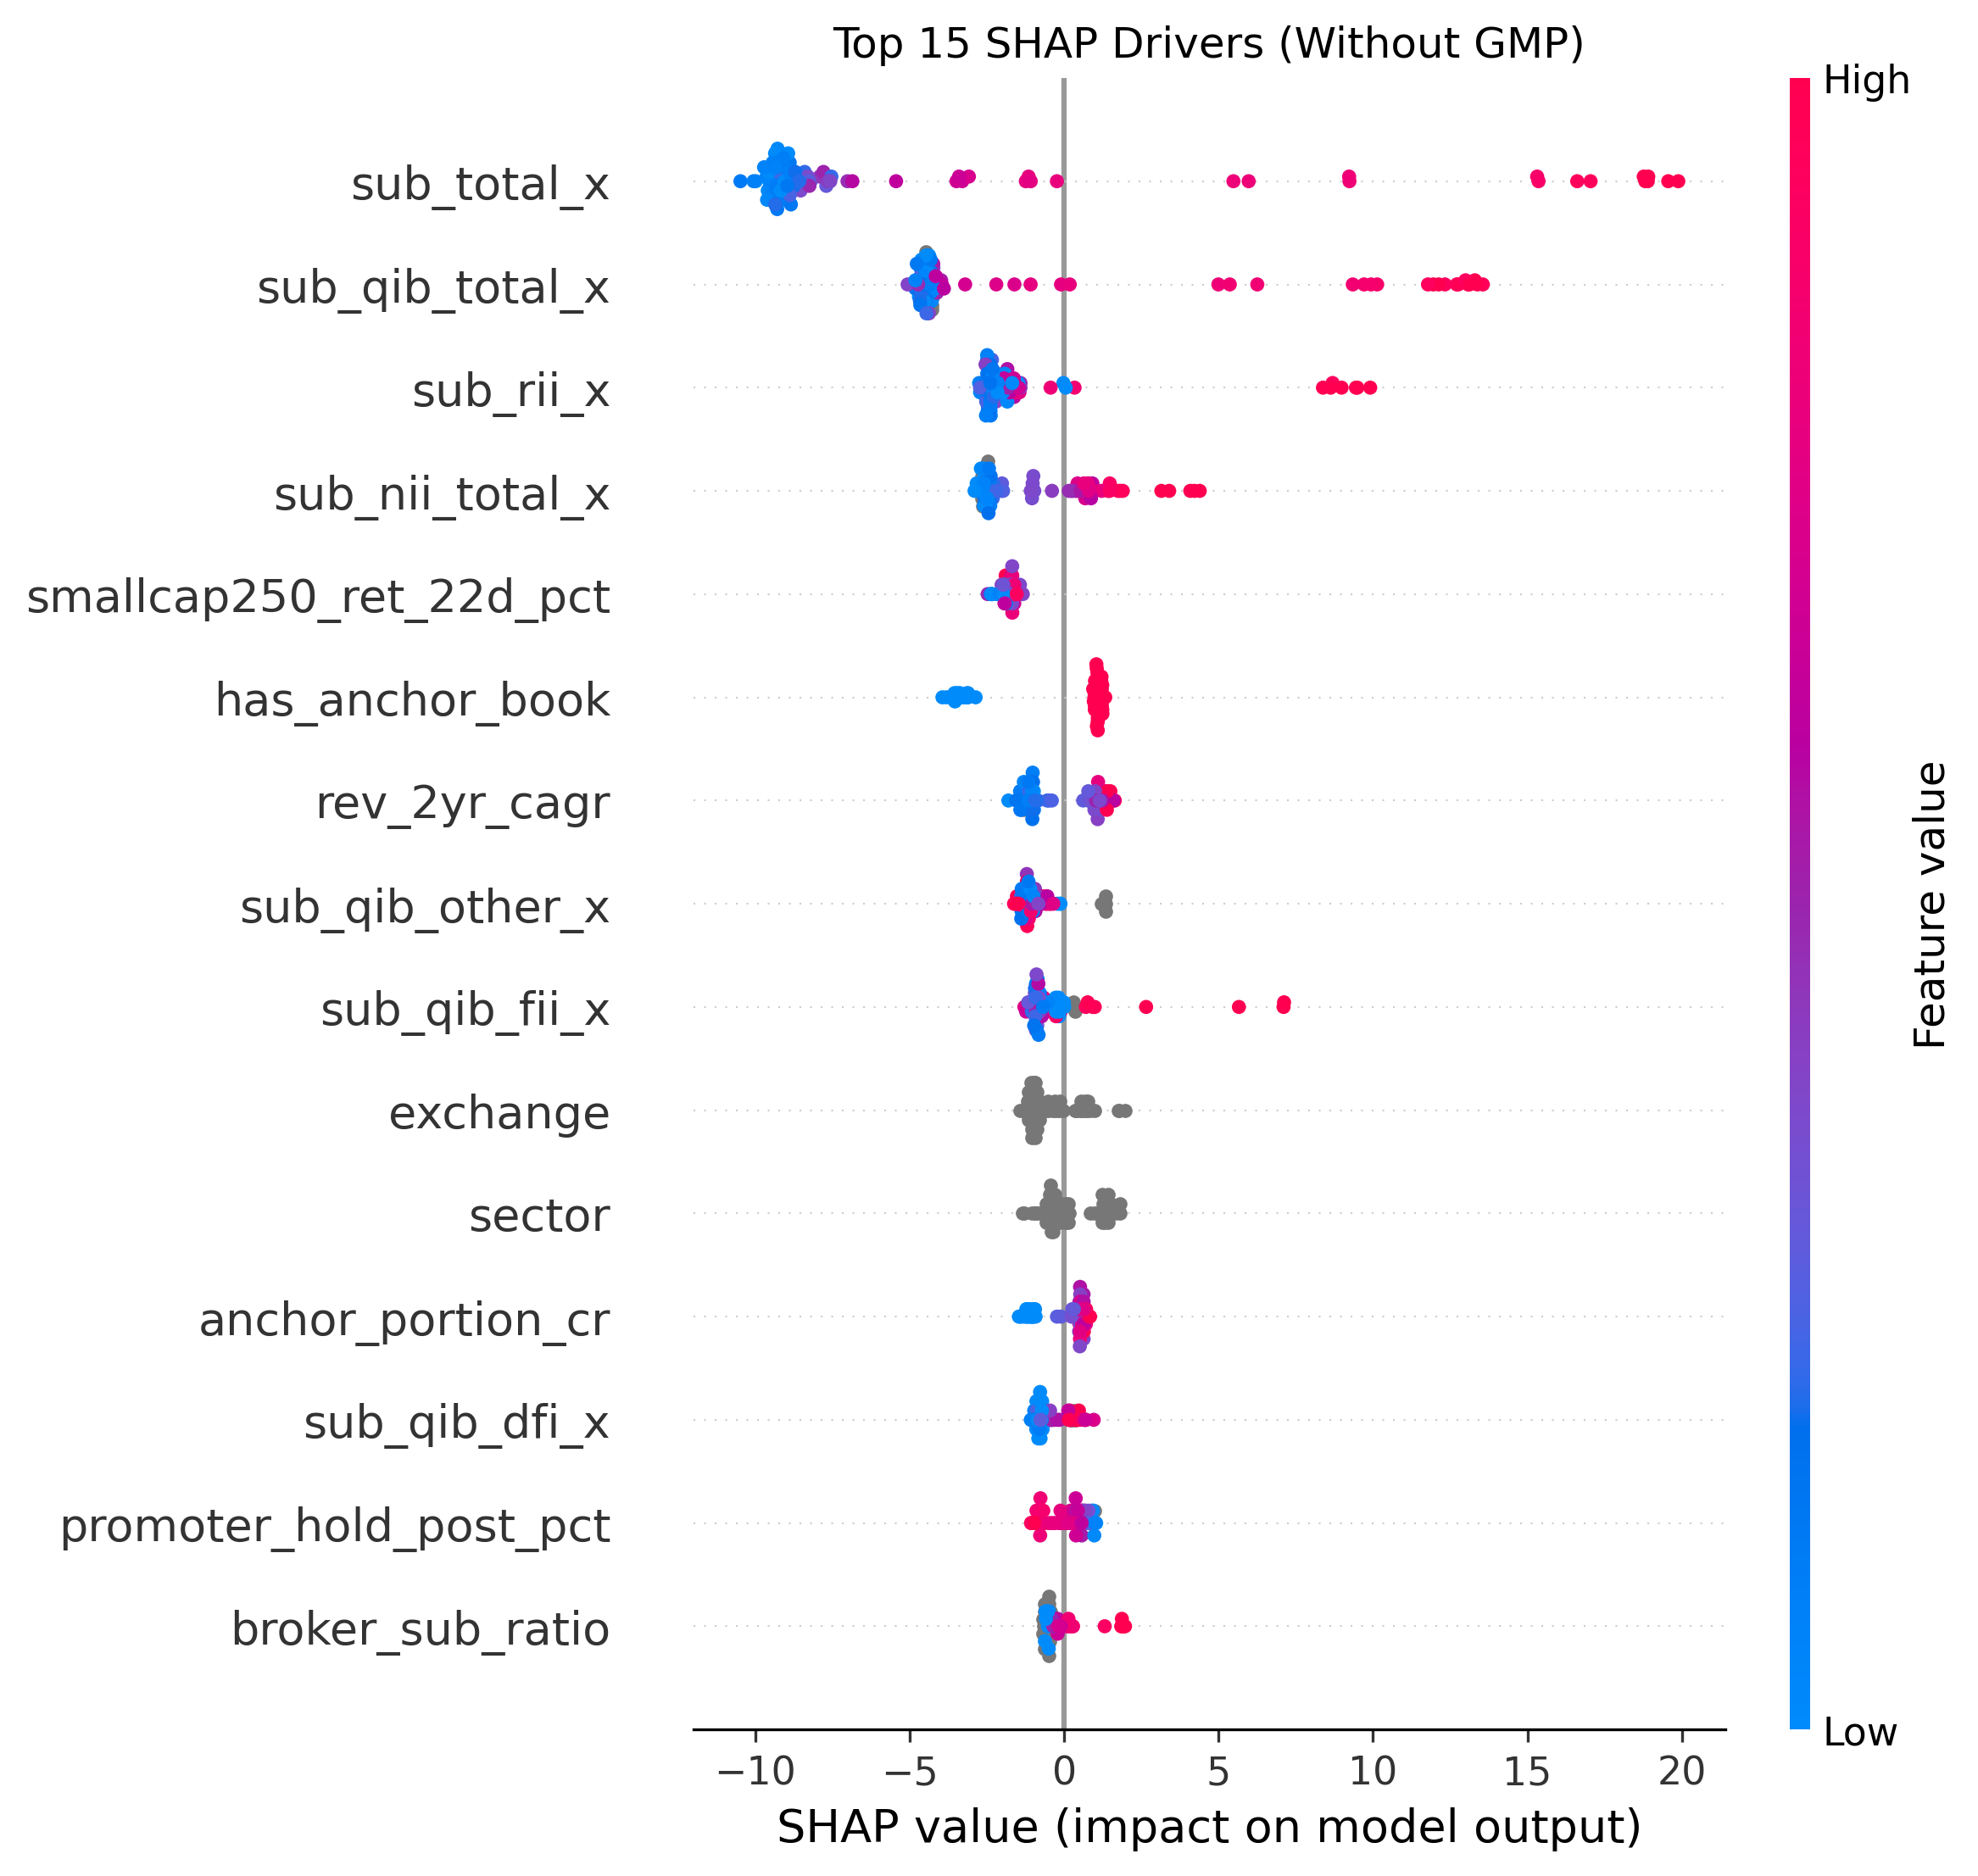 Top 15 SHAP Drivers (Without GMP)
High
sub_total_x
sub_qib_total_x
sub_rii_x
sub_nii_total_x
smallcap250_ret_22d_pct
has_anchor_book
rev_2yr_cagr
sub_qib_other_x
sub_qib_fii_x
exchange
sector
anchor_portion_cr
sub_qib_dfi_x
promoter_hold_post_pct
broker_sub_ratio
Feature value
Low
−10 −5 0 5 10 15 20
SHAP value (impact on model output)